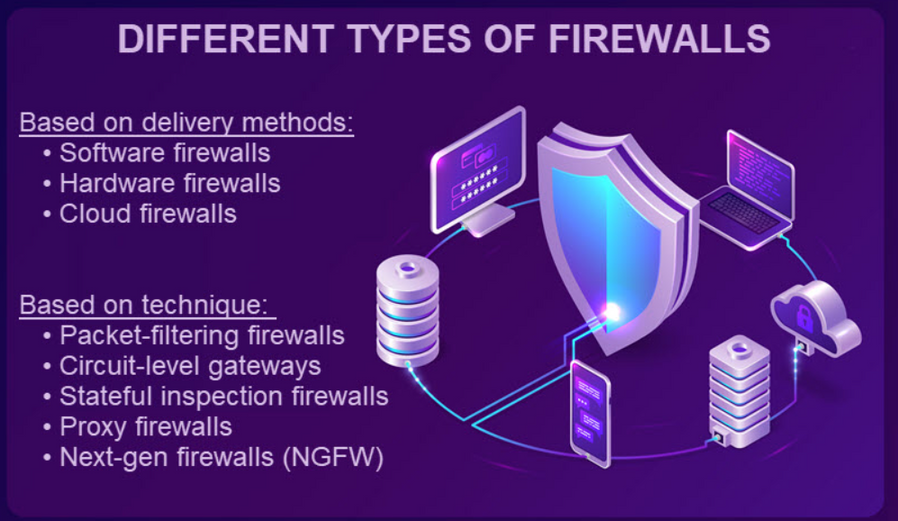 DIFFERENT TYPES OF FIREWALLS
Based on delivery methods:
• Software firewalls
• Hardware firewalls
• Cloud firewalls
Based on technique:
• Packet-filtering firewalls
• Circuit-level gateways
• Stateful inspection firewalls
• Proxy firewalls
• Next-gen firewalls (NGFW)